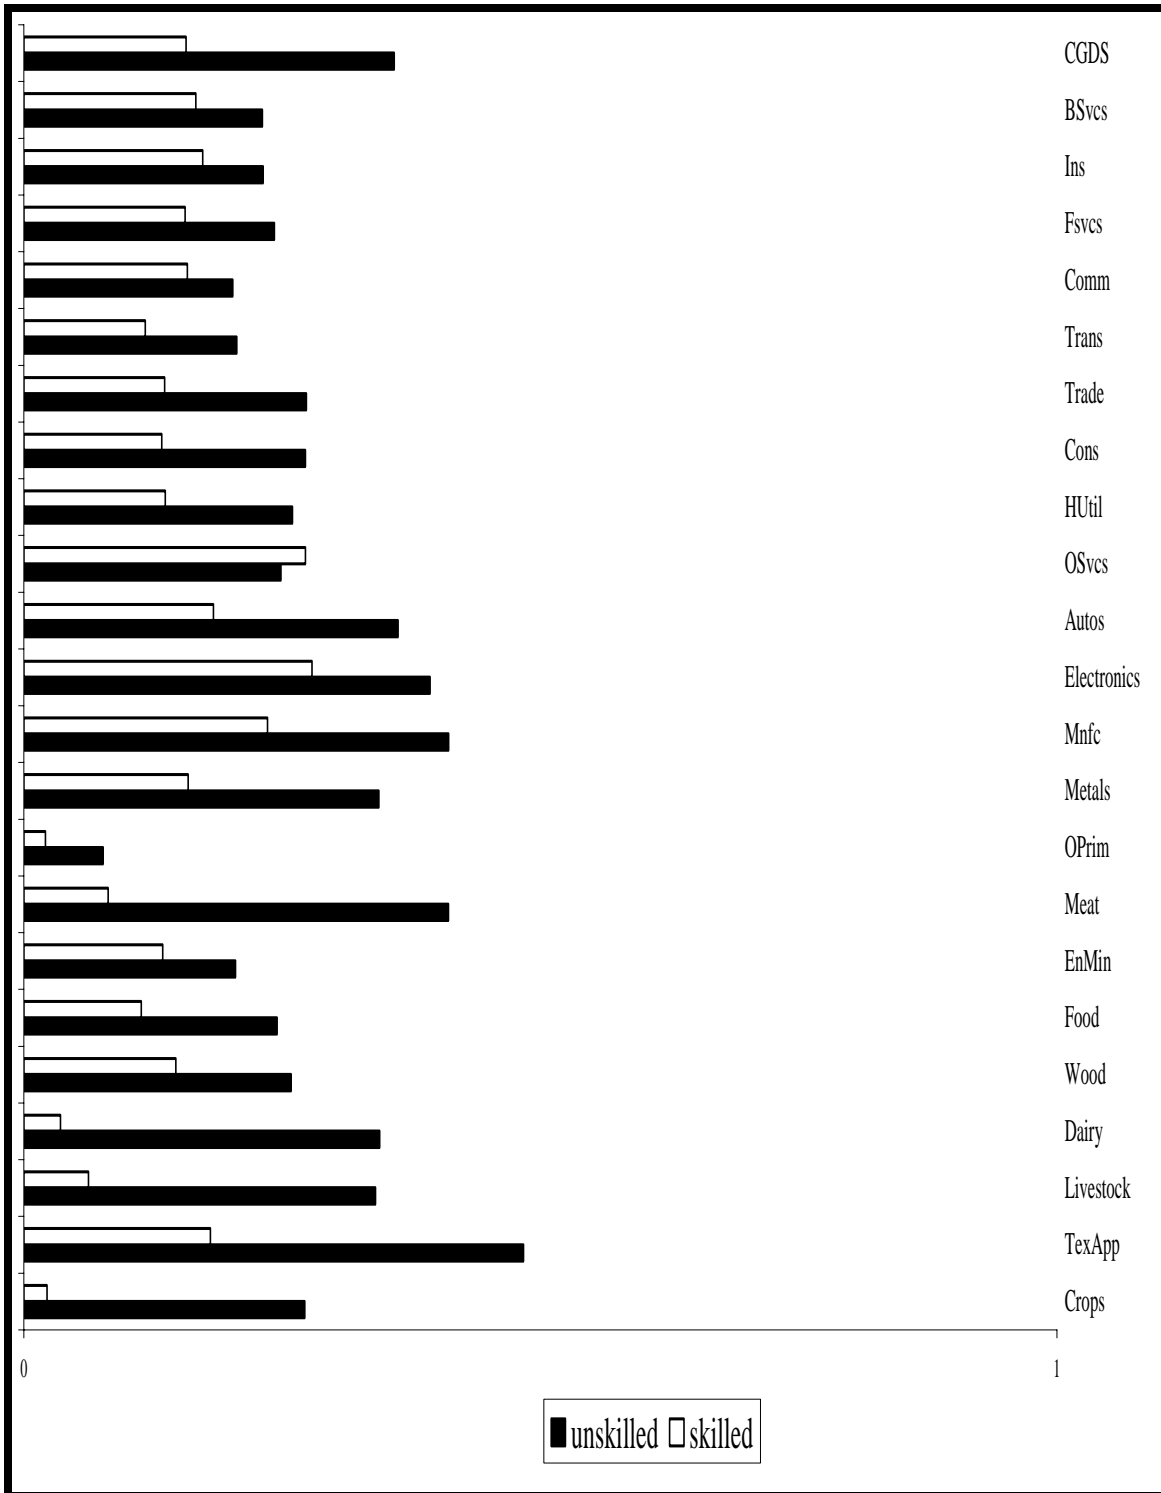 CGDS
BSvcs
Ins
Fsvcs
Comm
Trans
Trade
Cons
HUtil
OSvcs
Autos
Electronics
Mnfc
Metals
OPrim
Meat
EnMin
Food
Wood
Dairy
Livestock
TexApp
Crops
0 1
unskilled skilled